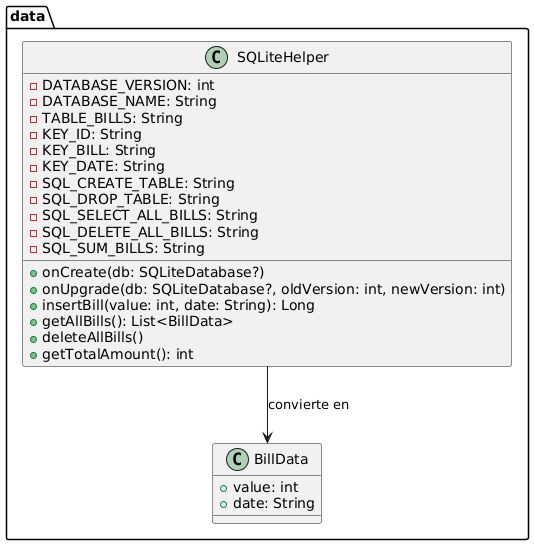 data
C SQLiteHelper
DATABASE_VERSION: int
DATABASE_NAME: String
TABLE_BILLS: String
KEY_ID: String
KEY_BILL: String
KEY_DATE: String
SQL_CREATE_TABLE: String
SQL_DROP_TABLE: String
SQL_SELECT_ALL_BILLS: String
SQL_DELETE_ALL_BILLS: String
SQL_SUM_BILLS: String
onCreate(db: SQLiteDatabase?)
onUpgrade(db: SQLiteDatabase?, oldVersion: int, newVersion: int)
insertBill(value: int, date: String): Long
getAllBills(): List<BillData>
deleteAllBills()
getTotalAmount(): int
convierte en
C BillData
value: int
date: String